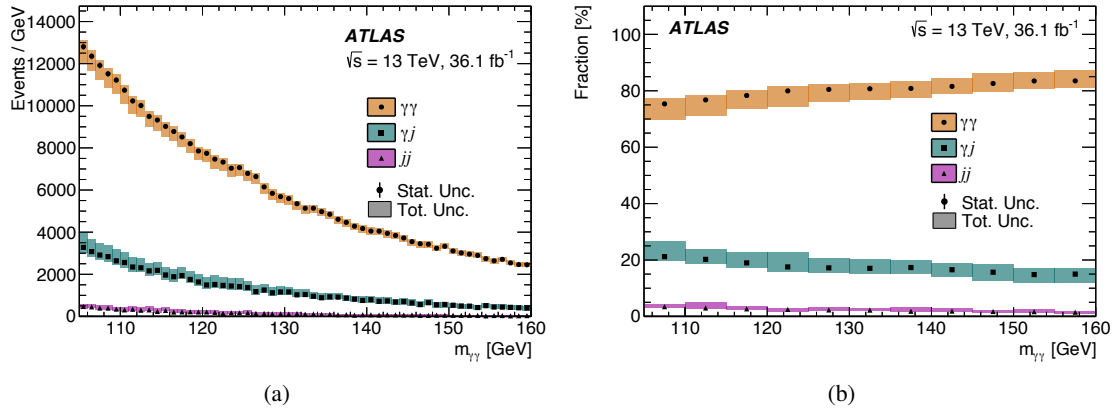 Events / GeV
14000
12000
10000
8000
6000
4000
2000
0
ATLAS
√s = 13 TeV, 36.1 fb⁻¹
γγ
γj
jj
Stat. Unc.
Tot. Unc.
110 120 130 140 150 160
m_γγ [GeV]
(a)
Fraction [%]
100
80
60
40
20
0
ATLAS
√s = 13 TeV, 36.1 fb⁻¹
γγ
γj
jj
Stat. Unc.
Tot. Unc.
110 120 130 140 150 160
m_γγ [GeV]
(b)